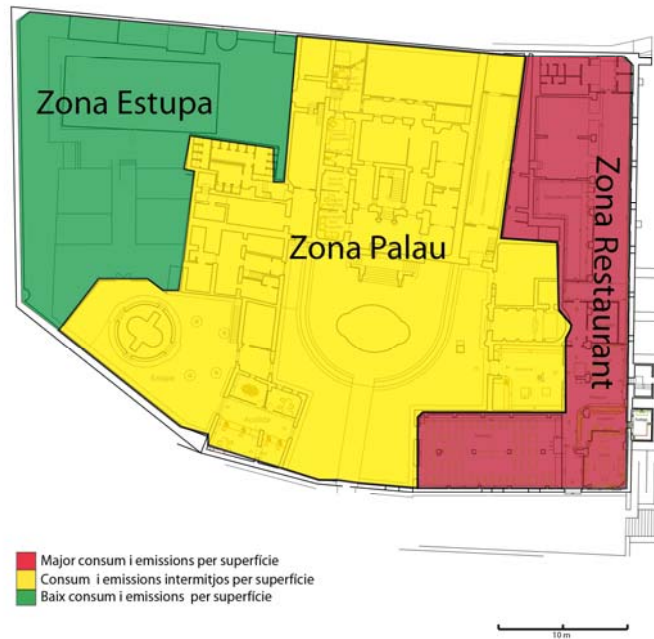 Zona Estupa
Zona Palau
Zona Restaurant
Major consum i emissions per superfície
Consum i emissions intermitjos per superfície
Baix consum i emissions per superfície
10 m